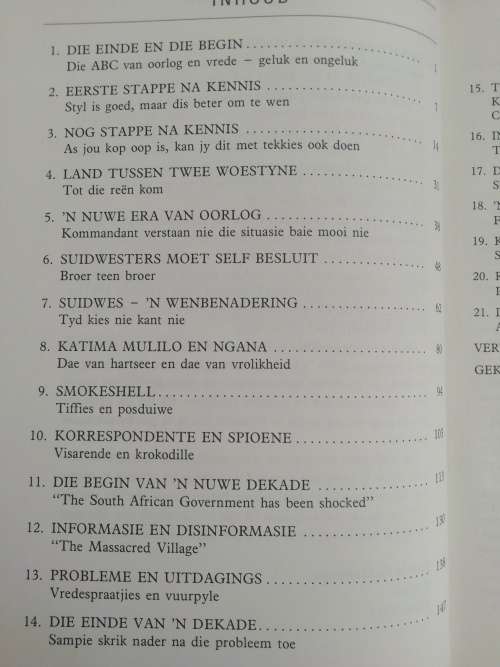 INHOUD
1. DIE EINDE EN DIE BEGIN 1
Die ABC van oorlog en vrede – geluk en ongeluk
2. EERSTE STAPPE NA KENNIS 7
Styl is goed, maar dis beter om te wen
3. NOG STAPPE NA KENNIS 14
As jou kop oop is, kan jy dit met tekkies ook doen
4. LAND TUSSEN TWEE WOESTYNE 31
Tot die reën kom
5. 'N NUWE ERA VAN OORLOG 38
Kommandant verstaan nie die situasie baie mooi nie
6. SUIDWESTERS MOET SELF BESLUIT 48
Broer teen broer
7. SUIDWES – 'N WENBENADERING 62
Tyd kies nie kant nie
8. KATIMA MULILO EN NGANA 80
Dae van hartseer en dae van vrolikheid
9. SMOKESHELL 94
Tiffies en posduiwe
10. KORRESPONDENTE EN SPIOENE 105
Visarende en krokodille
11. DIE BEGIN VAN 'N NUWE DEKADE 113
"The South African Government has been shocked"
12. INFORMASIE EN DISINFORMASIE 130
"The Massacred Village"
13. PROBLEME EN UITDAGINGS 138
Vredespraatjies en vuurpyle
14. DIE EINDE VAN 'N DEKADE 147
Sampie skrik nader na die probleem toe
15.
16.
17.
18.
19.
20.
21.